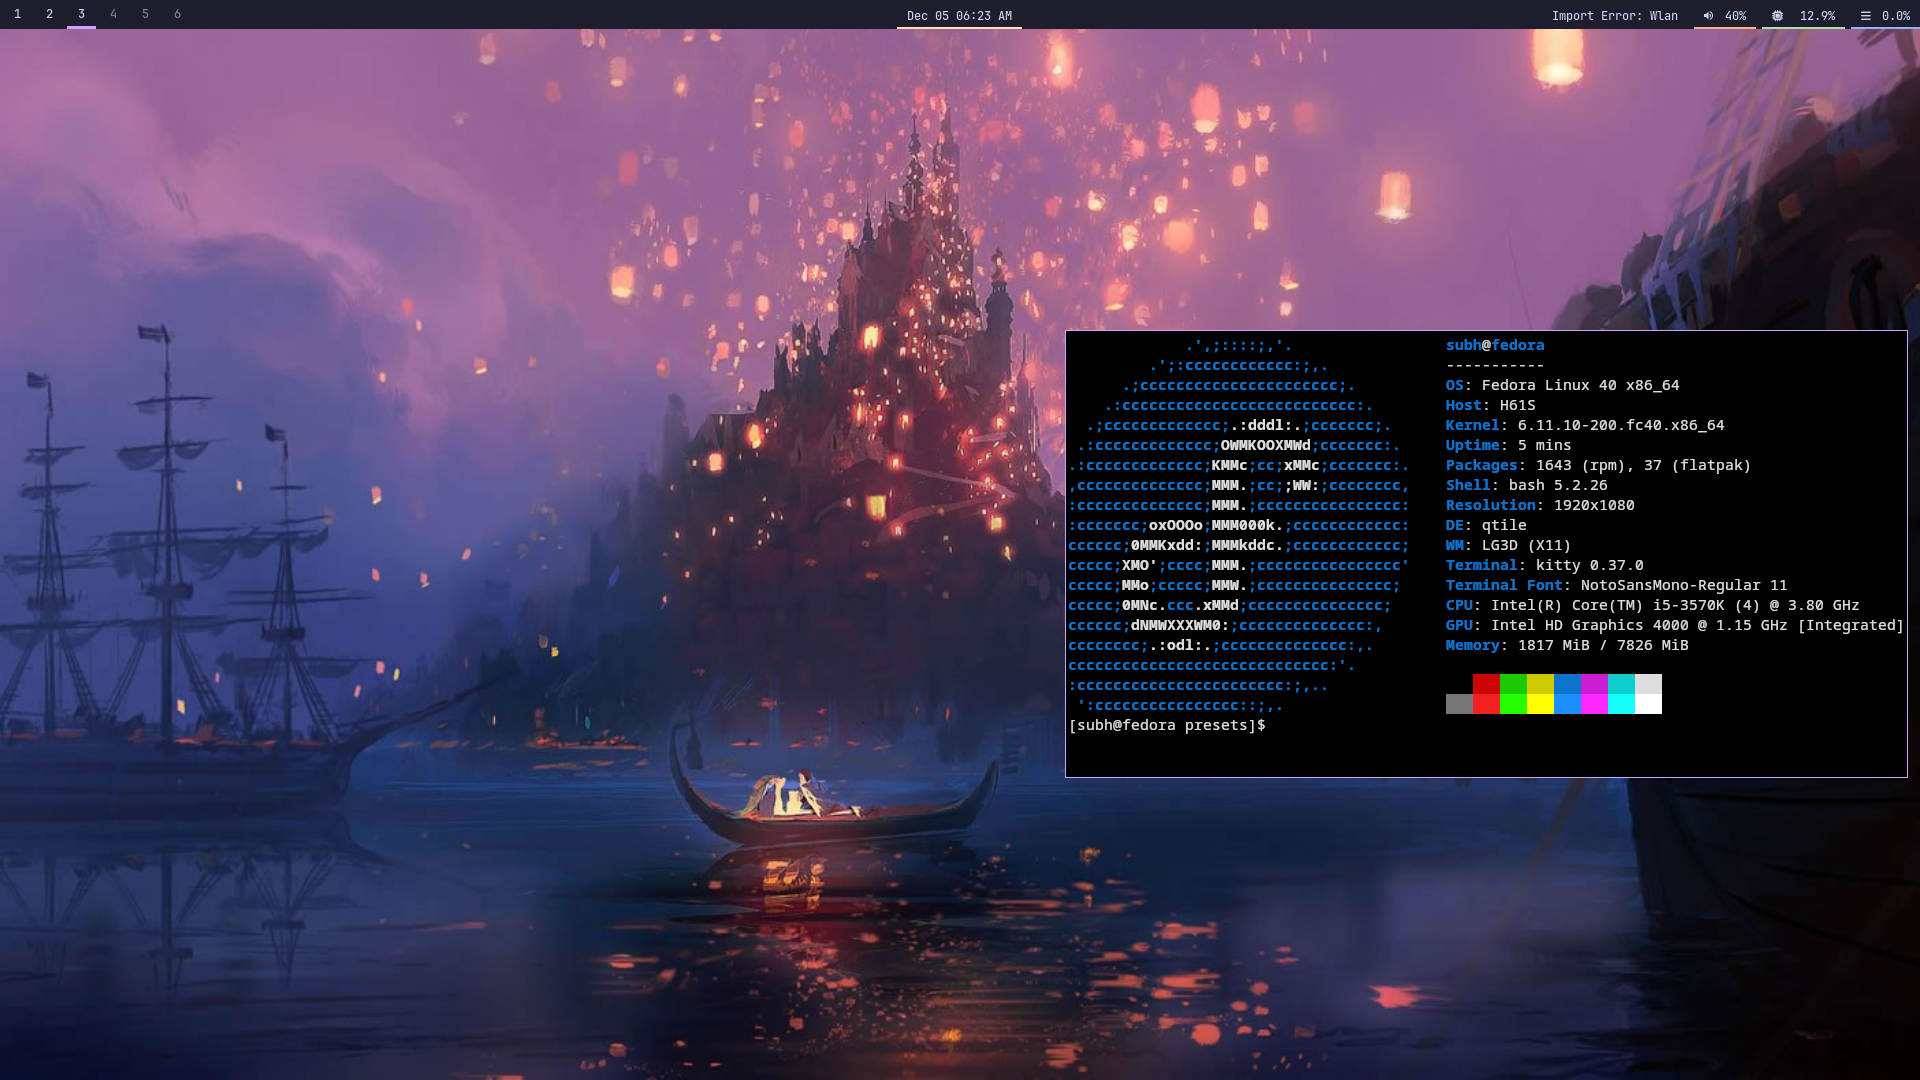 1 2 3 4 5 6 Dec 05 06:23 AM Import Error: Wlan 40% 12.9% 0.0%
.',;::::;,'. subh@fedora
.';:cccccccccccc:;,. -----------
.;cccccccccccccccccccccc;. OS: Fedora Linux 40 x86_64
.:cccccccccccccccccccccccccc:. Host: H61S
.;ccccccccccccc;.:dddl:.;ccccccc;. Kernel: 6.11.10-200.fc40.x86_64
.:ccccccccccccc;OWMKOOXMWd;ccccccc:. Uptime: 5 mins
.:ccccccccccccc;KMMc;cc;xMMc;ccccccc:. Packages: 1643 (rpm), 37 (flatpak)
,cccccccccccccc;MMM.;cc;;WW:;cccccccc, Shell: bash 5.2.26
:cccccccccccccc;MMM.;cccccccccccccccc: Resolution: 1920x1080
:ccccccc;oxOOOo;MMM000k.;cccccccccccc: DE: qtile
cccccc;0MMKxdd:;MMMkddc.;cccccccccccc; WM: LG3D (X11)
ccccc;XMO';cccc;MMM.;cccccccccccccccc' Terminal: kitty 0.37.0
ccccc;MMo;ccccc;MMW.;ccccccccccccccc; Terminal Font: NotoSansMono-Regular 11
ccccc;0MNc.ccc.xMMd;ccccccccccccccc; CPU: Intel(R) Core(TM) i5-3570K (4) @ 3.80 GHz
cccccc;dNMWXXXWM0:;cccccccccccccc:, GPU: Intel HD Graphics 4000 @ 1.15 GHz [Integrated]
cccccccc;.:odl:.;cccccccccccccc:,. Memory: 1817 MiB / 7826 MiB
ccccccccccccccccccccccccccccc:'.
:ccccccccccccccccccccccc:;,..
':cccccccccccccccc::;,.
[subh@fedora presets]$